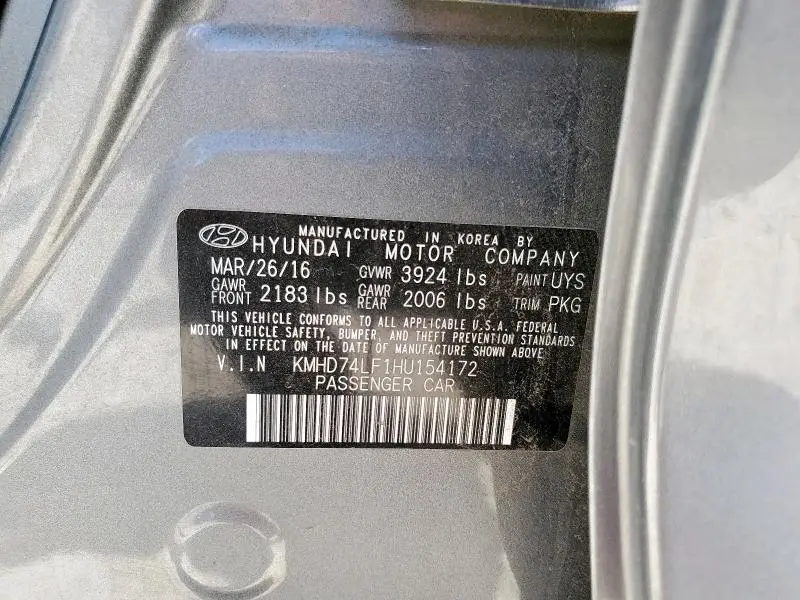 MANUFACTURED IN KOREA BY
HYUNDAI MOTOR COMPANY
MAR/26/16 GVWR 3924 lbs PAINT UYS
GAWR FRONT 2183 lbs GAWR REAR 2006 lbs TRIM PKG
THIS VEHICLE CONFORMS TO ALL APPLICABLE U.S.A. FEDERAL
MOTOR VEHICLE SAFETY, BUMPER, AND THEFT PREVENTION STANDARDS
IN EFFECT ON THE DATE OF MANUFACTURE SHOWN ABOVE
V.I.N KMHD74LF1HU154172
PASSENGER CAR